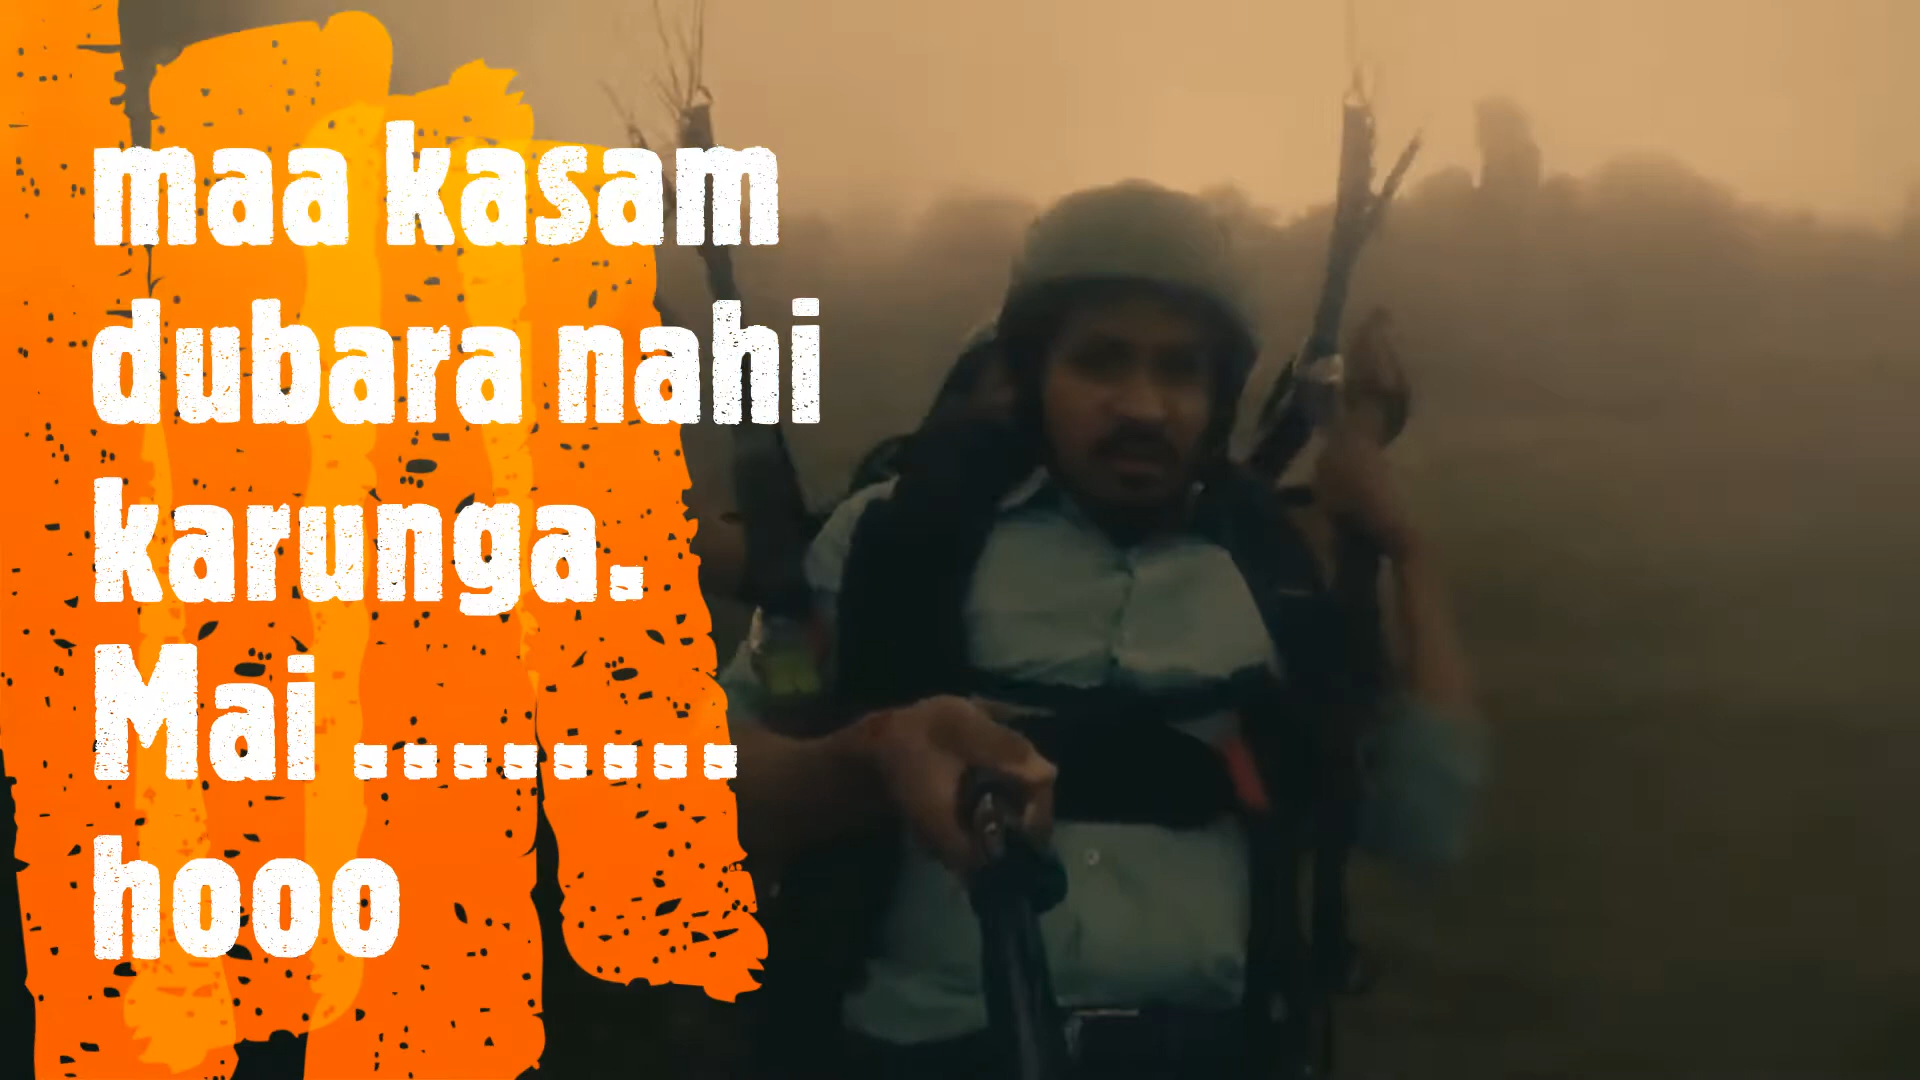 maa kasam
dubara nahi
karunga.
Mai ........
hooo